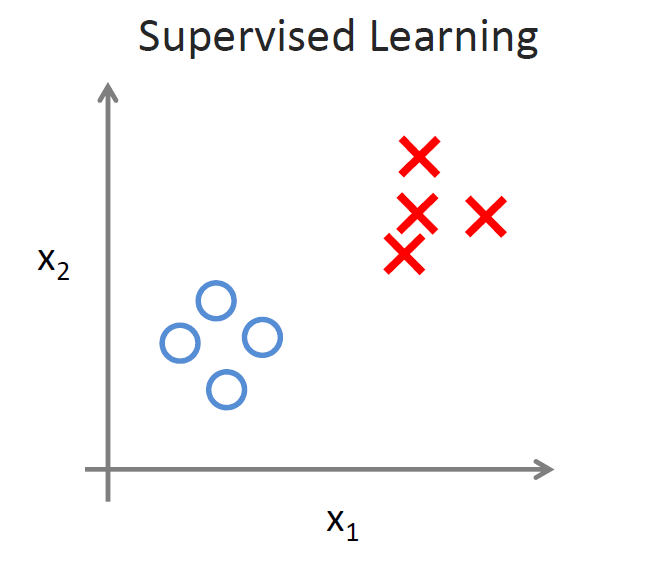 Supervised Learning
x₂
x₁